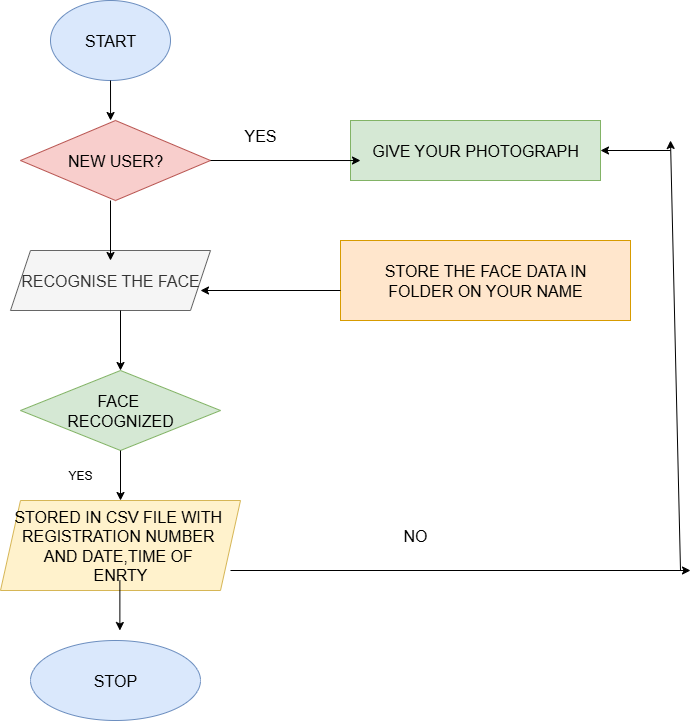 START
YES
NEW USER?
GIVE YOUR PHOTOGRAPH
RECOGNISE THE FACE
STORE THE FACE DATA IN
FOLDER ON YOUR NAME
FACE
RECOGNIZED
YES
STORED IN CSV FILE WITH
REGISTRATION NUMBER
AND DATE,TIME OF
ENRTY
NO
STOP